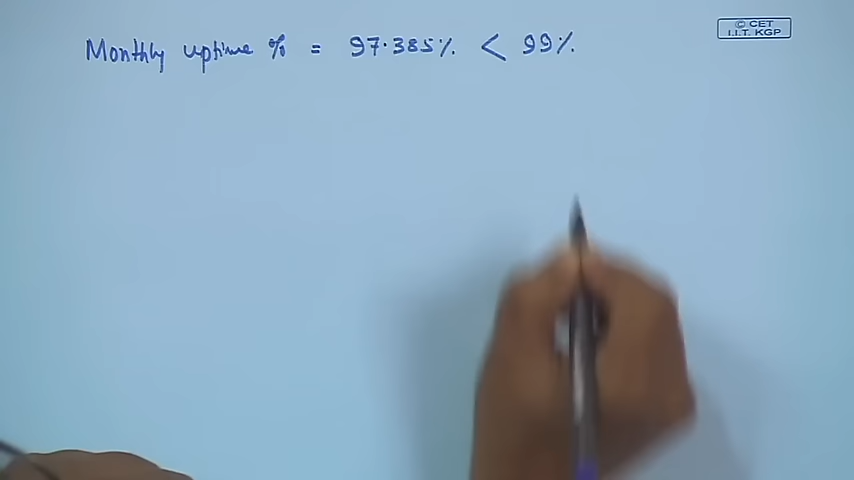 Monthly uptime % = 97.385% < 99%
© CET
I.I.T. KGP